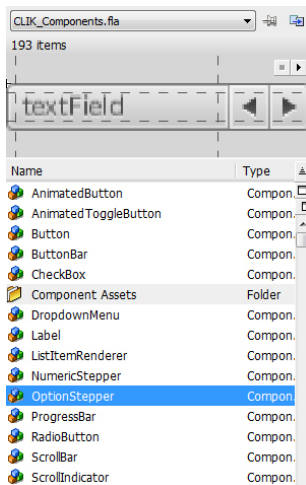 CLIK_Components.fla
193 items
textField
Name Type
AnimatedButton Compon.
AnimatedToggleButton Compon.
Button Compon.
ButtonBar Compon.
CheckBox Compon.
Component Assets Folder
DropdownMenu Compon.
Label Compon.
ListItemRenderer Compon.
NumericStepper Compon.
OptionStepper Compon.
ProgressBar Compon.
RadioButton Compon.
ScrollBar Compon.
ScrollIndicator Compon.